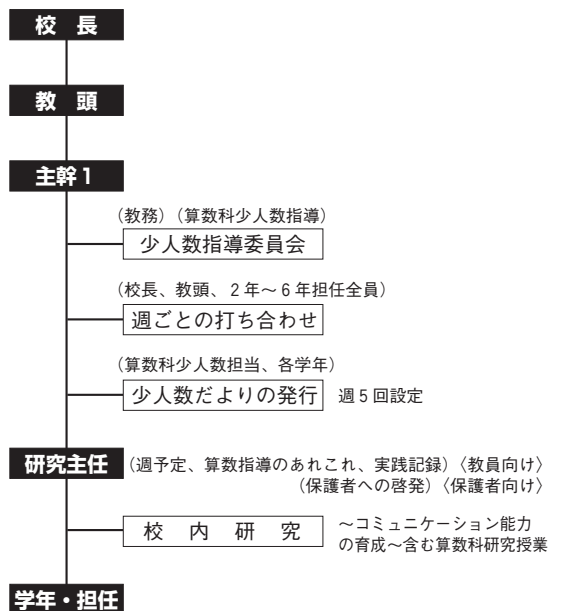 校 長
教 頭
主幹1
(教務)(算数科少人数指導)
少人数指導委員会
(校長、教頭、2年～6年担任全員)
週ごとの打ち合わせ
(算数科少人数担当、各学年)
少人数だよりの発行 週5回設定
研究主任 (週予定、算数指導のあれこれ、実践記録)〈教員向け〉
(保護者への啓発)〈保護者向け〉
校 内 研 究 ～コミュニケーション能力
の育成～含む算数科研究授業
学年・担任